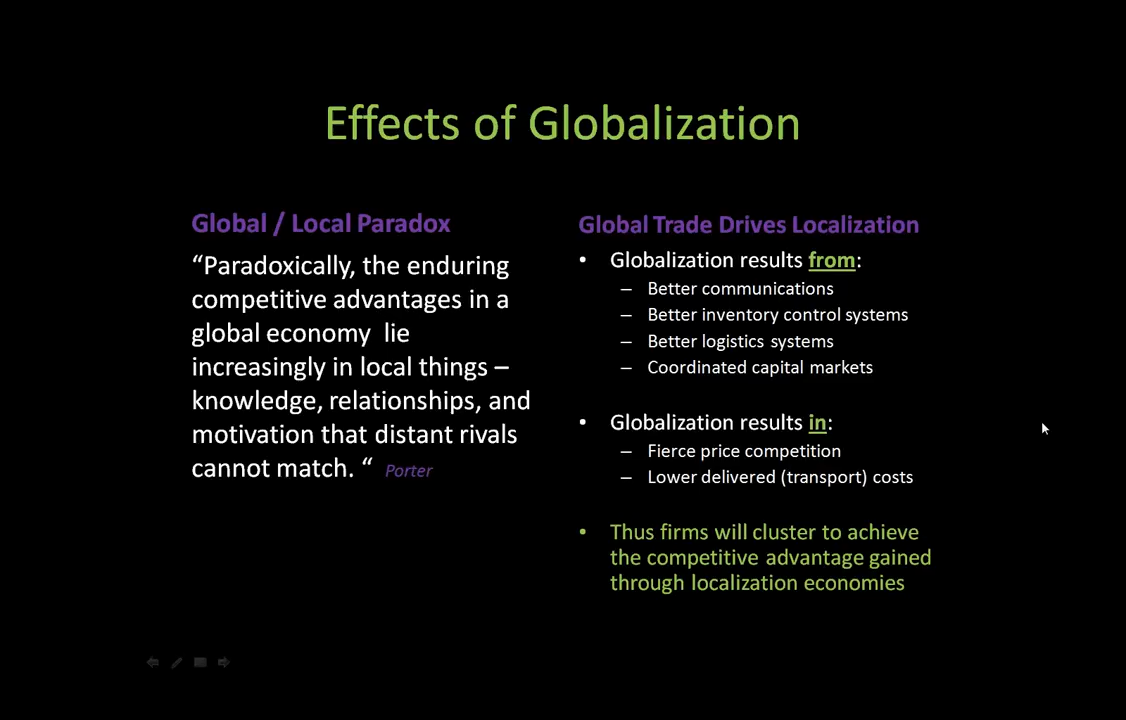 Effects of Globalization
Global / Local Paradox
“Paradoxically, the enduring
competitive advantages in a
global economy  lie
increasingly in local things –
knowledge, relationships, and
motivation that distant rivals
cannot match. “ Porter
Global Trade Drives Localization
• Globalization results from:
– Better communications
– Better inventory control systems
– Better logistics systems
– Coordinated capital markets
• Globalization results in:
– Fierce price competition
– Lower delivered (transport) costs
• Thus firms will cluster to achieve
the competitive advantage gained
through localization economies